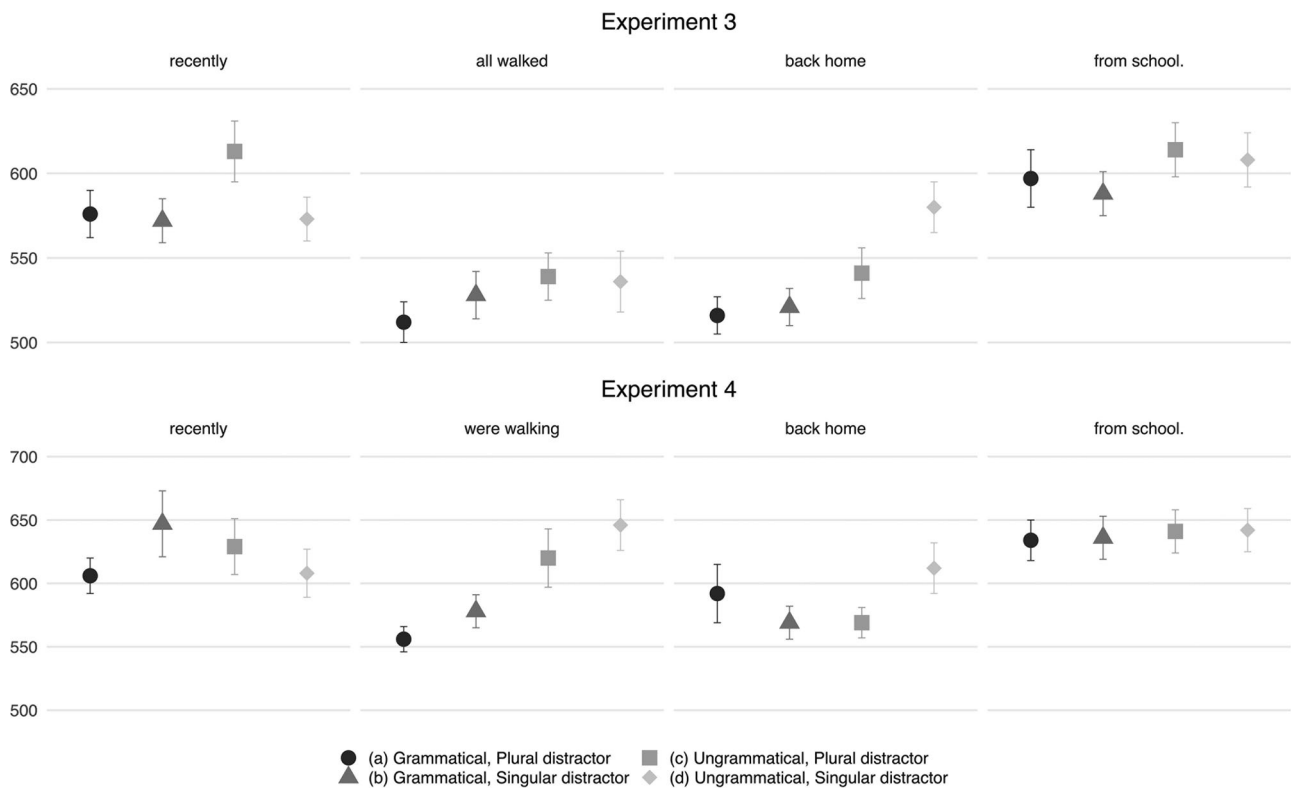 Experiment 3
recently all walked back home from school.
650
600
550
500
Experiment 4
recently were walking back home from school.
700
650
600
550
500
(a) Grammatical, Plural distractor (c) Ungrammatical, Plural distractor
(b) Grammatical, Singular distractor (d) Ungrammatical, Singular distractor